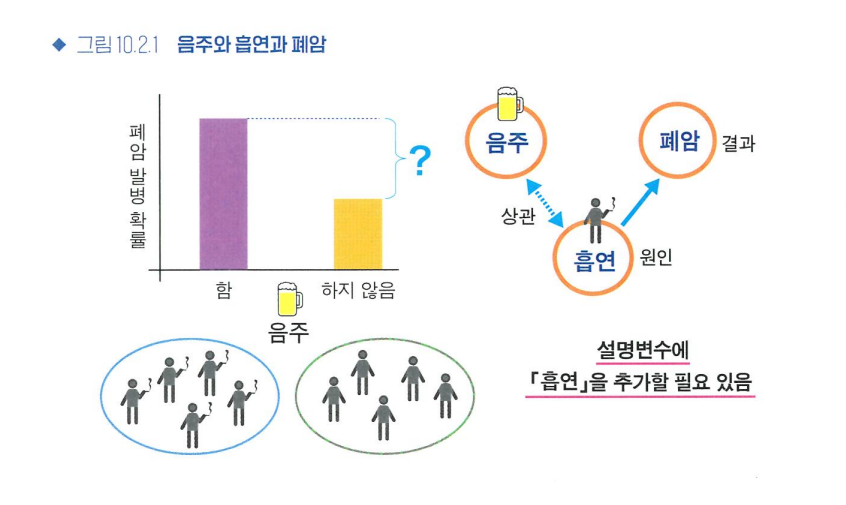 ◆ 그림 10.2.1 음주와 흡연과 폐암
폐암 발병 확률
?
함
하지 않음
음주
음주
폐암
결과
상관
흡연
원인
설명변수에
「흡연」을 추가할 필요 있음